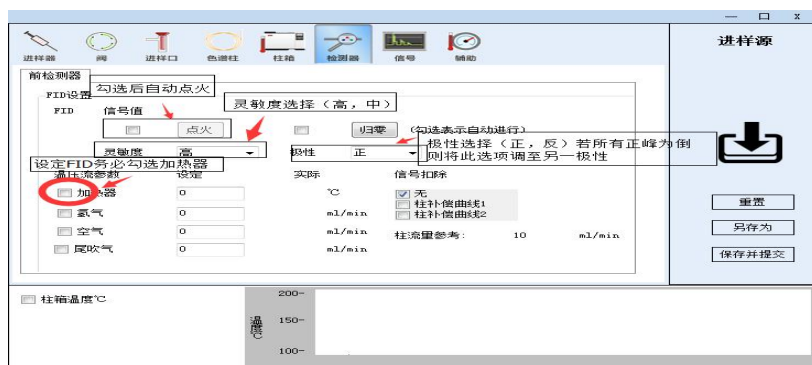 — □ x
进样器 阀 进样口 色谱柱 柱箱 检测器 信号 辅助
进样源
前检测器
FID设置
勾选后自动点火
FID 信号值
灵敏度选择（高，中）
点火 归零 (勾选表示自动进行)
灵敏度 高 极性 正
极性选择（正，反）若所有正峰为倒
则将此选项调至另一极性
设定FID务必勾选加热器
温压流参数 设定 实际 信号扣除
加热器 0 ℃ 无
柱补偿曲线1
氢气 0 ml/min 柱补偿曲线2
空气 0 ml/min 柱流量参考: 10 ml/min
尾吹气 0 ml/min
重置
另存为
保存并提交
柱箱温度℃
200-
150-
100-
温度℃